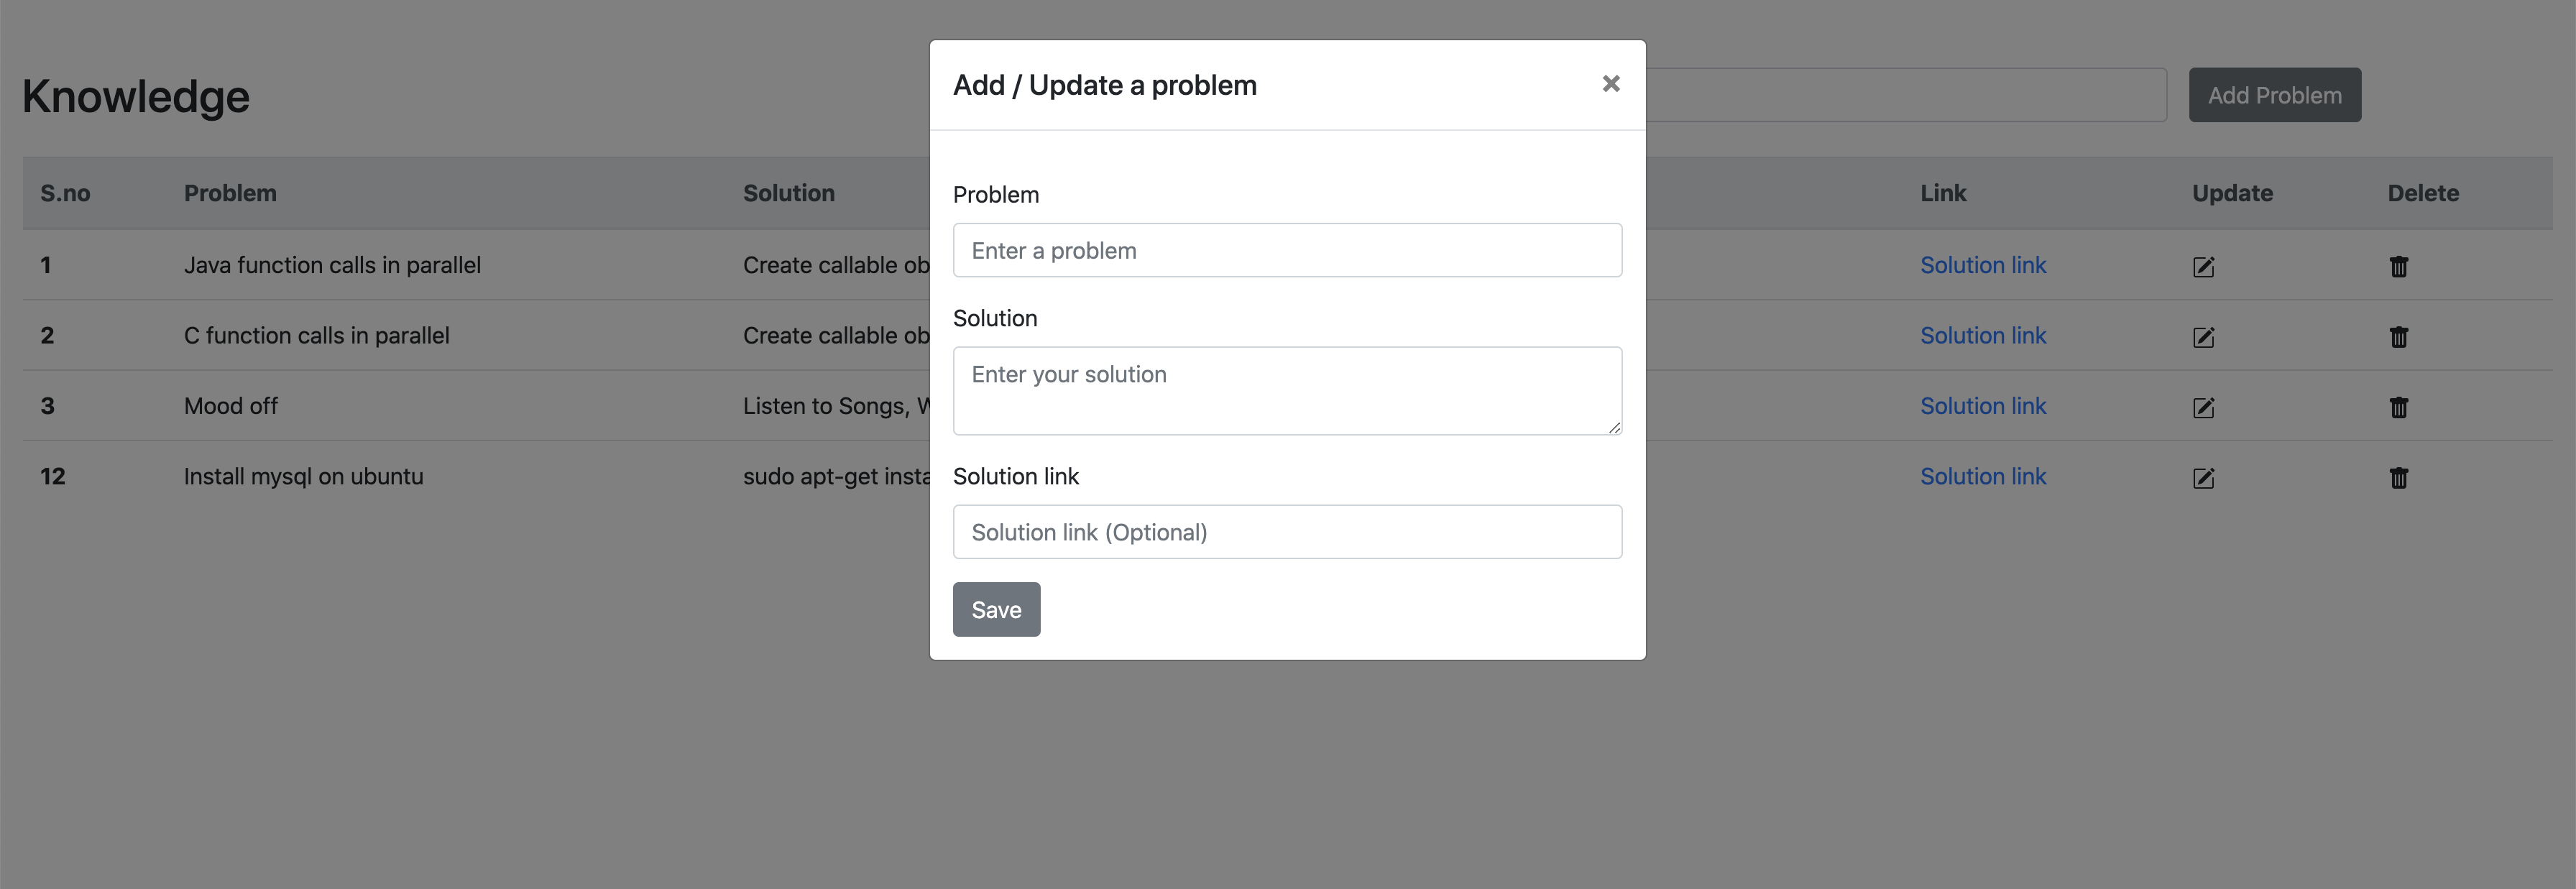 Knowledge
Add Problem
Add / Update a problem
×
Problem
Enter a problem
Solution
Enter your solution
Solution link
Solution link (Optional)
Save
S.no Problem Solution Link Update Delete
1 Java function calls in parallel Create callable ob Solution link
2 C function calls in parallel Create callable ob Solution link
3 Mood off Listen to Songs, Solution link
12 Install mysql on ubuntu sudo apt-get insta Solution link